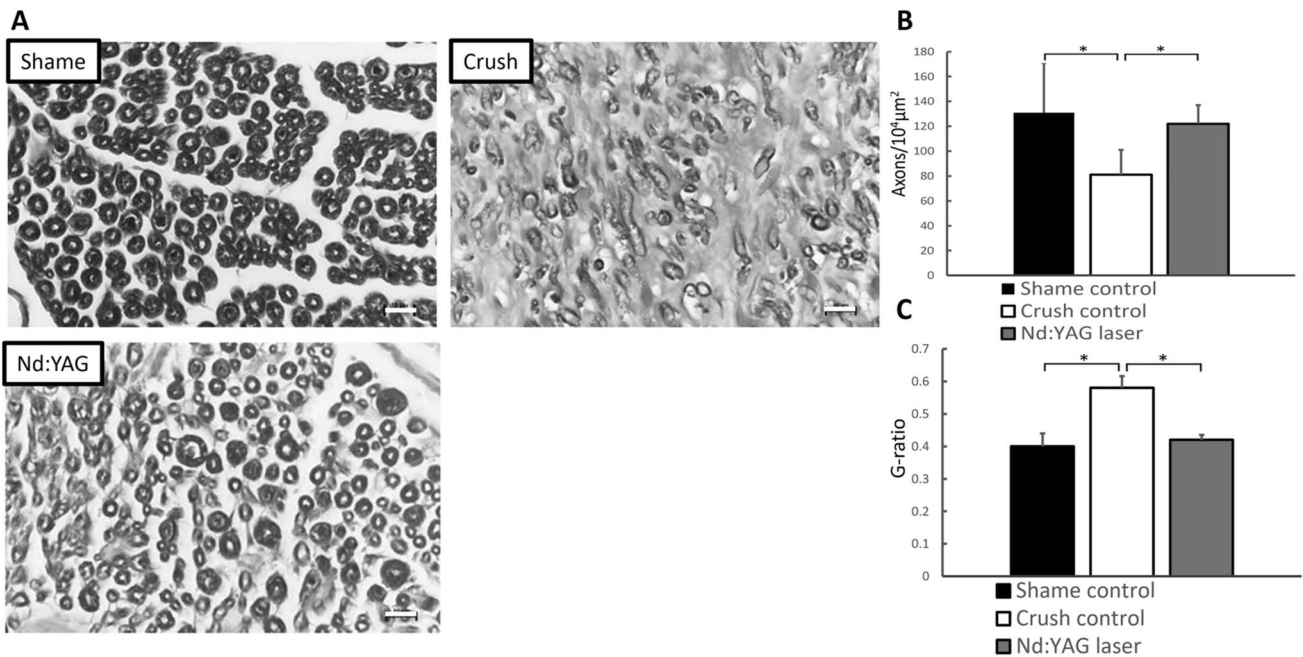 A
Shame
Crush
Nd:YAG
B
Axons/10⁴µm²
180
160
140
120
100
80
60
40
20
0
*
*
Shame control
Crush control
Nd:YAG laser
C
G-ratio
0.7
0.6
0.5
0.4
0.3
0.2
0.1
0
*
*
Shame control
Crush control
Nd:YAG laser